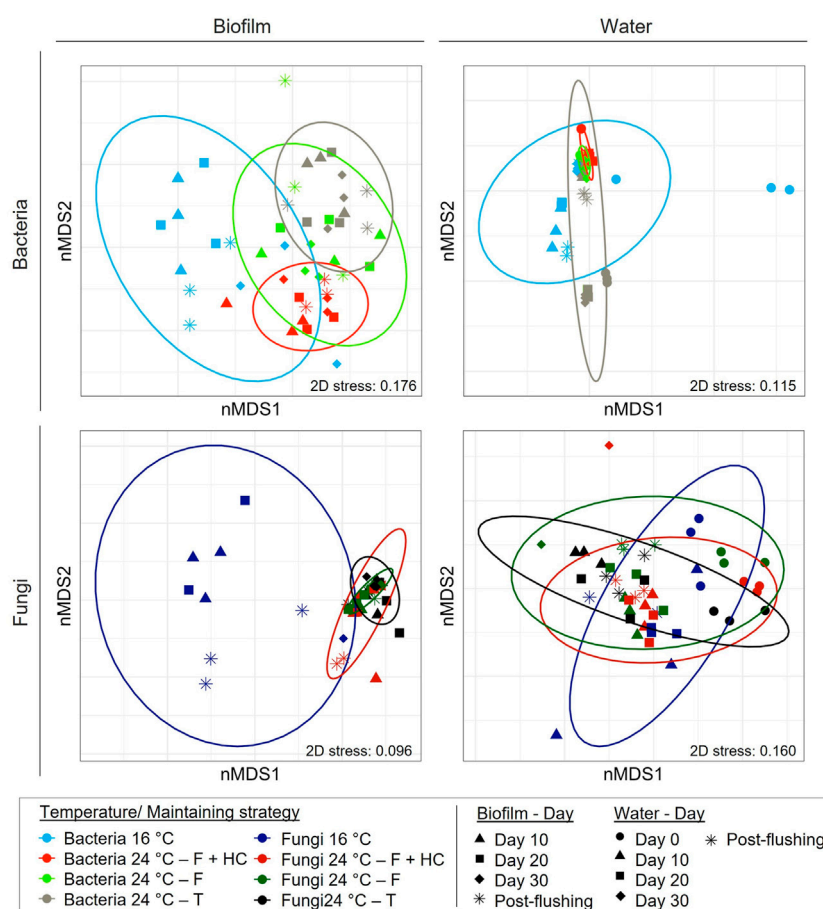 Biofilm
Water
Bacteria
nMDS2
2D stress: 0.176
nMDS1
nMDS2
2D stress: 0.115
nMDS1
Fungi
nMDS2
2D stress: 0.096
nMDS1
nMDS2
2D stress: 0.160
nMDS1
Temperature/ Maintaining strategy
Bacteria 16 °C
Bacteria 24 °C – F + HC
Bacteria 24 °C – F
Bacteria 24 °C – T
Fungi 16 °C
Fungi 24 °C – F + HC
Fungi 24 °C – F
Fungi24 °C – T
Biofilm - Day
Day 10
Day 20
Day 30
Post-flushing
Water - Day
Day 0
Day 10
Day 20
Day 30
Post-flushing